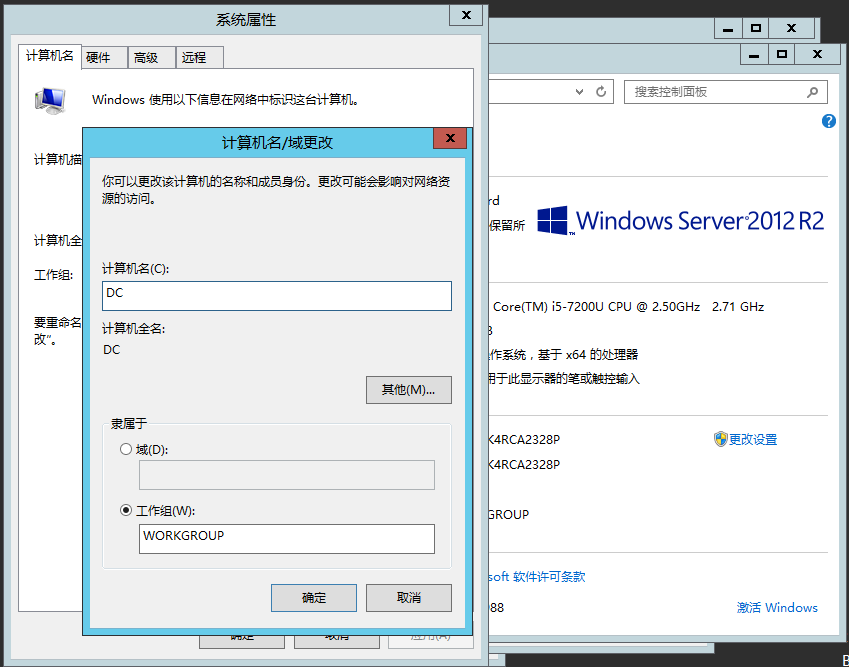 系统属性
计算机名
硬件
高级
远程
Windows 使用以下信息在网络中标识这台计算机。
计算机描
计算机全
工作组:
要重命名
改"。
计算机名/域更改
你可以更改该计算机的名称和成员身份。更改可能会影响对网络资
源的访问。
计算机名(C):
DC
计算机全名:
DC
其他(M)...
隶属于
域(D):
工作组(W):
WORKGROUP
确定
取消
确定
取消
应用(A)
搜索控制面板
rd
保留所
Windows Server 2012 R2
Core(TM) i5-7200U CPU @ 2.50GHz 2.71 GHz
作系统，基于 x64 的处理器
用于此显示器的笔或触控输入
K4RCA2328P
更改设置
K4RCA2328P
GROUP
soft 软件许可条款
88
激活 Windows